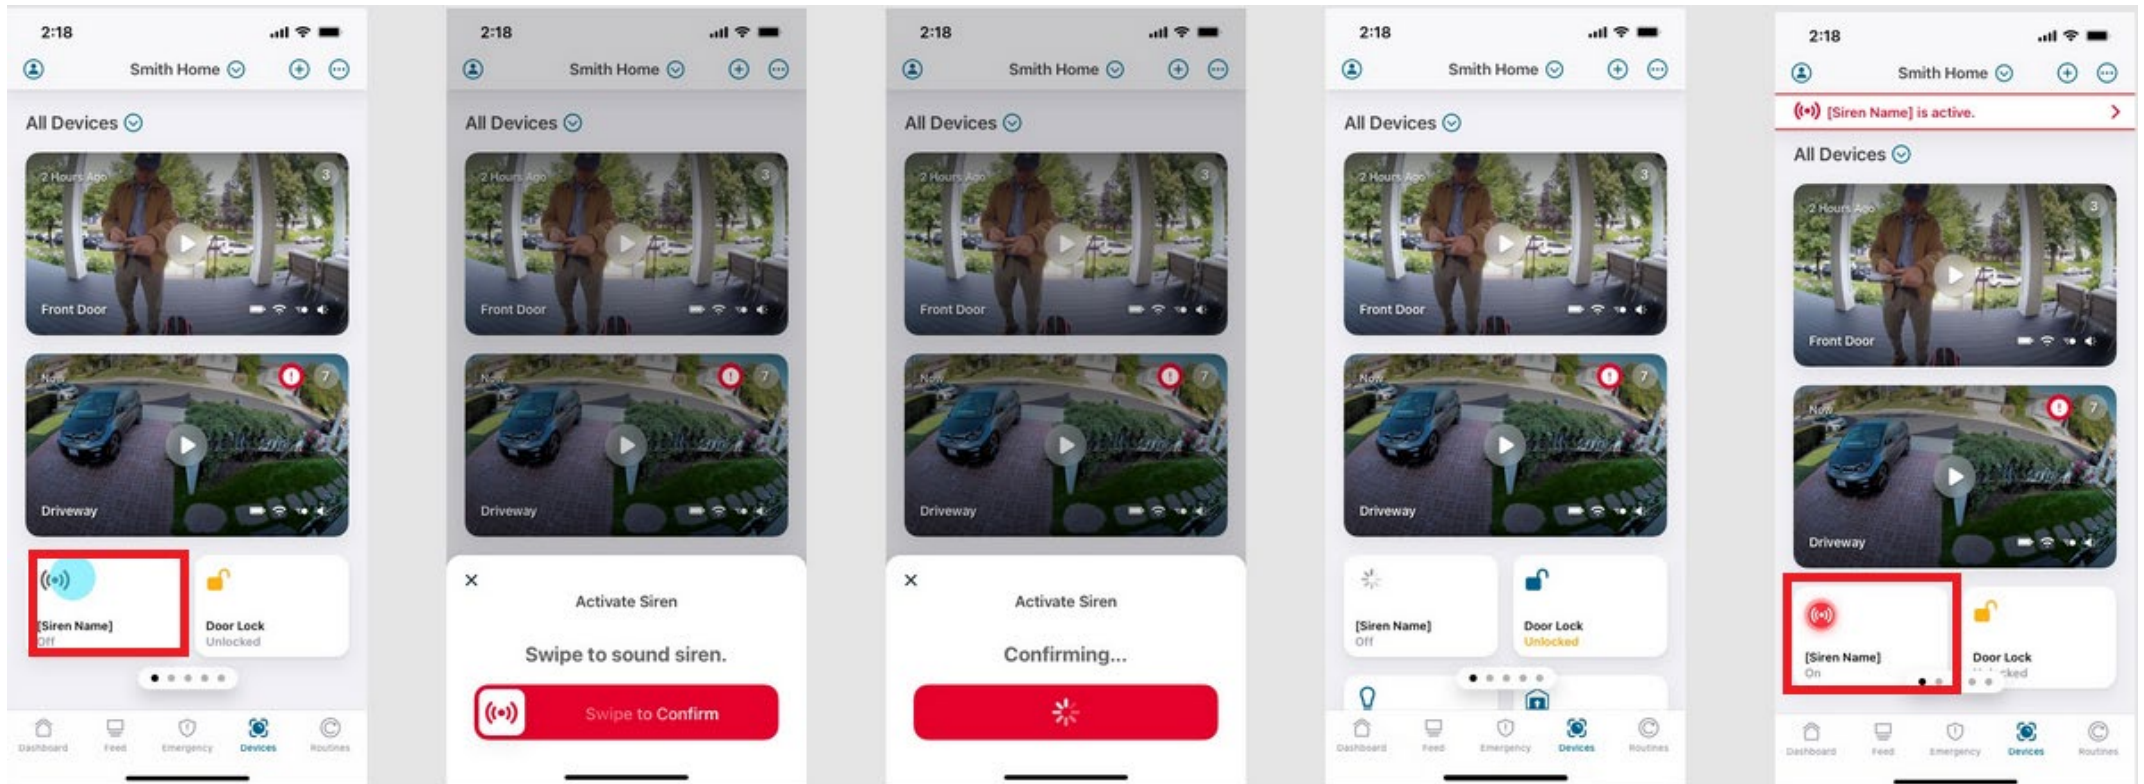 2:18
Smith Home
All Devices
2 Hours Ago
3
Front Door
Now
!
7
Driveway
[Siren Name]
Off
Door Lock
Unlocked
Dashboard
Feed
Emergency
Devices
Routines
2:18
Smith Home
All Devices
2 Hours Ago
3
Front Door
Now
!
7
Driveway
Activate Siren
Swipe to sound siren.
Swipe to Confirm
2:18
Smith Home
All Devices
2 Hours Ago
3
Front Door
Now
!
7
Driveway
Activate Siren
Confirming...
2:18
Smith Home
All Devices
2 Hours Ago
3
Front Door
Now
!
7
Driveway
[Siren Name]
Off
Door Lock
Unlocked
Dashboard
Feed
Emergency
Devices
Routines
2:18
Smith Home
[Siren Name] is active.
All Devices
2 Hours Ago
3
Front Door
Now
!
7
Driveway
[Siren Name]
On
Door Lock
Dashboard
Feed
Emergency
Devices
Routines